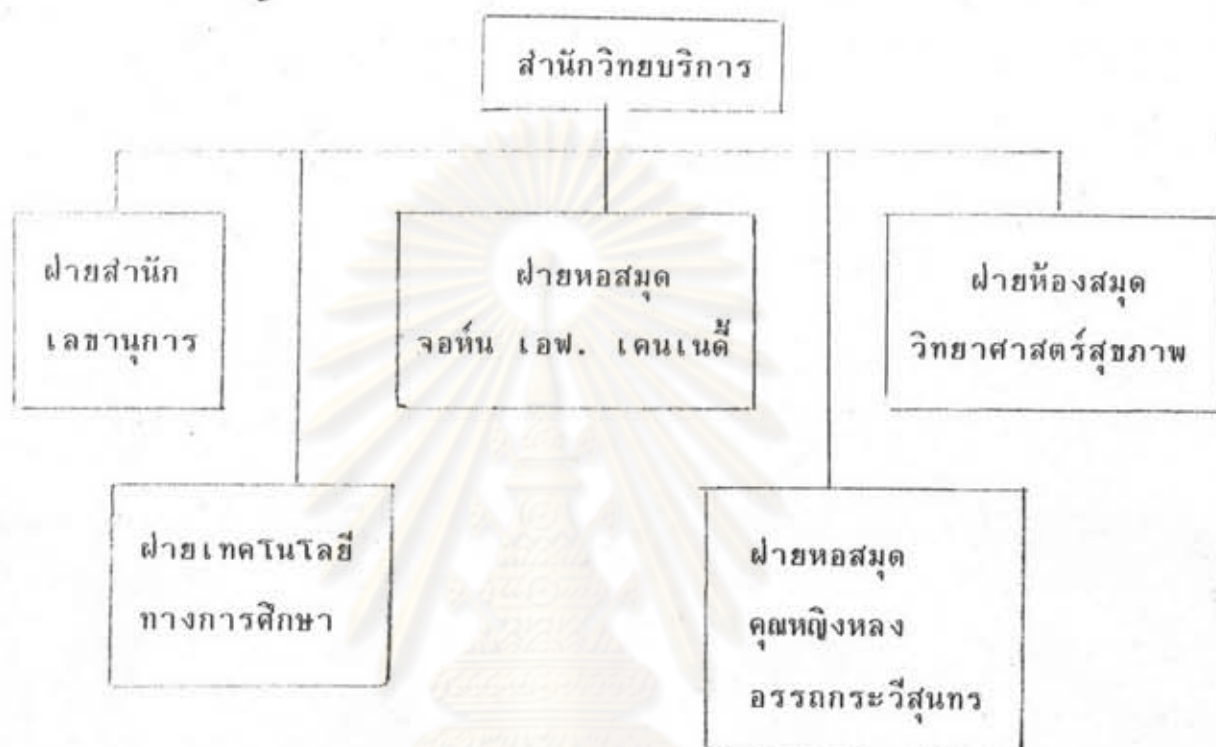 สำนักวิทยบริการ
ฝ่ายสำนัก
เลขานุการ
ฝ่ายหอสมุด
จอห์น เอฟ. เคนเนดี้
ฝ่ายห้องสมุด
วิทยาศาสตร์สุขภาพ
ฝ่ายเทคโนโลยี
ทางการศึกษา
ฝ่ายหอสมุด
คุณหญิงหลง
อรรถกระวีสุนทร